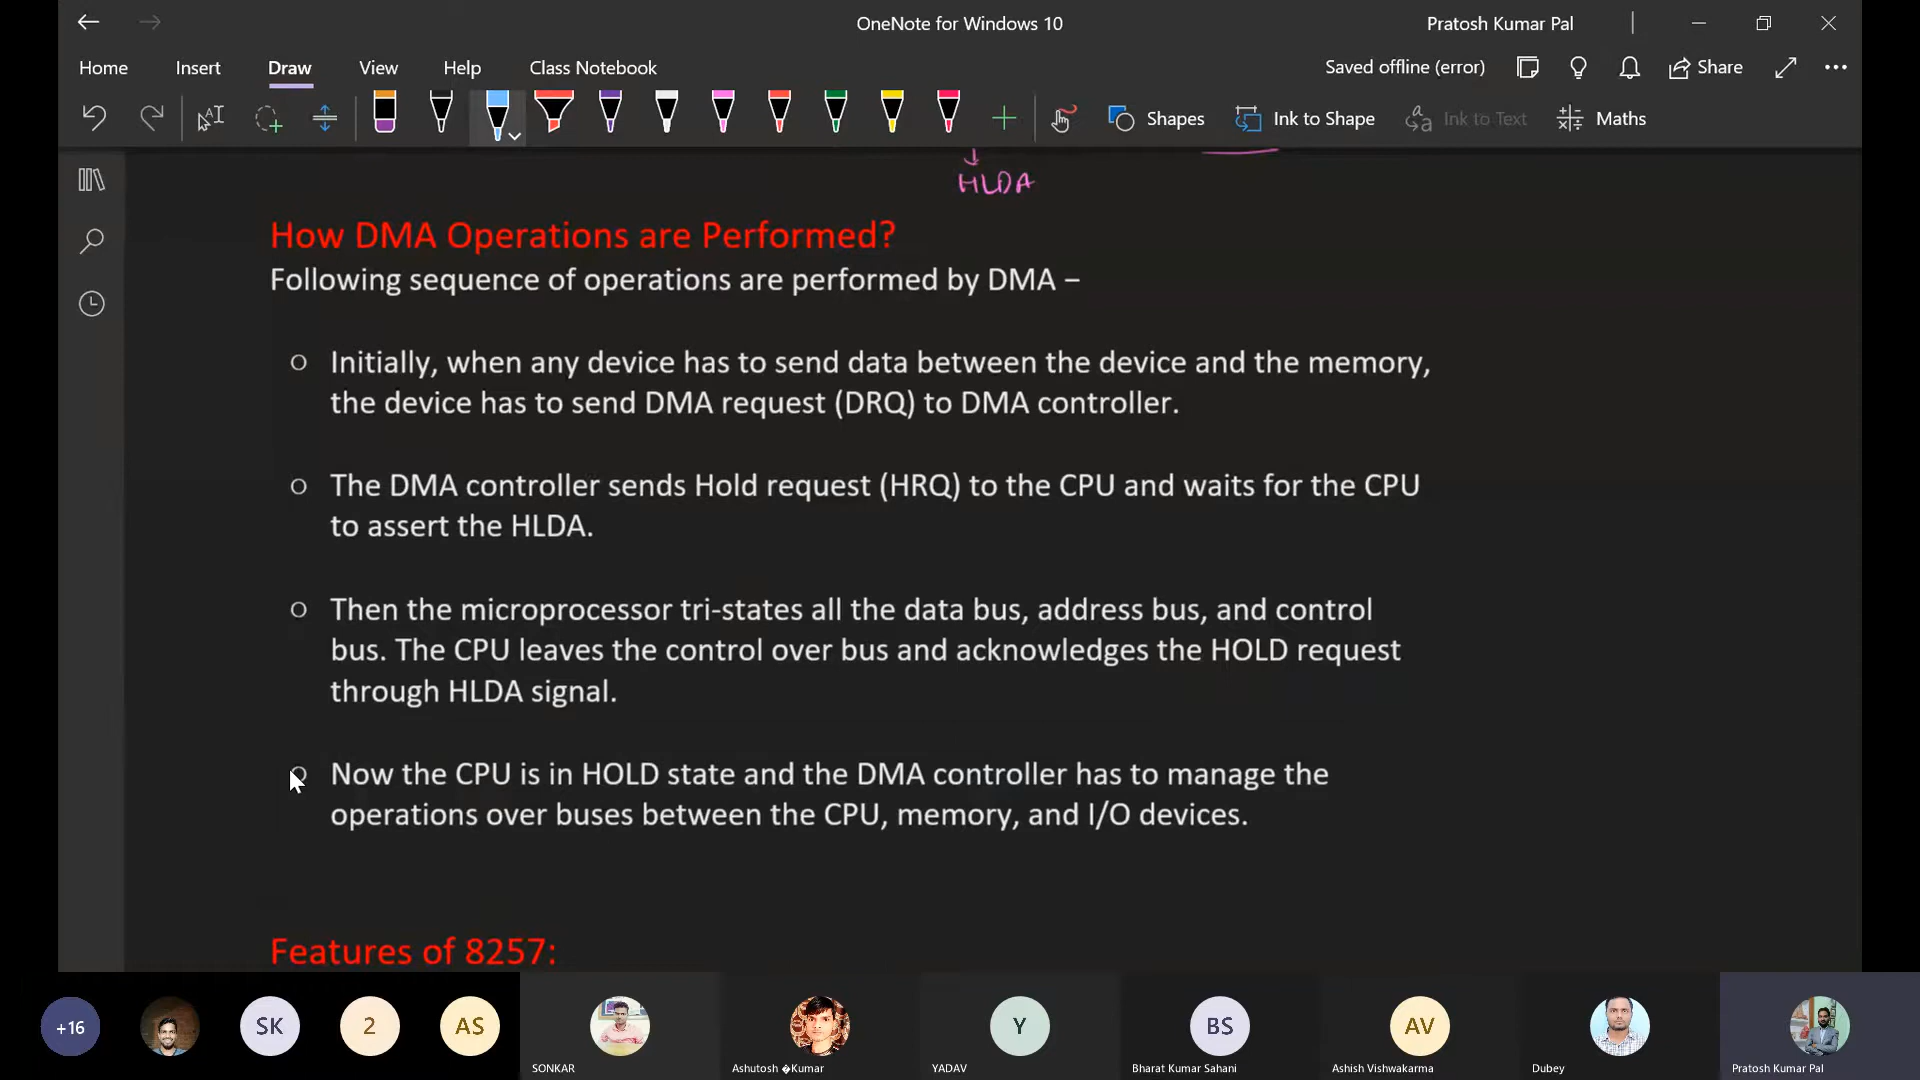 OneNote for Windows 10
Pratosh Kumar Pal
Home Insert Draw View Help Class Notebook
Saved offline (error) Share
Shapes Ink to Shape Ink to Text Maths
HLDA
How DMA Operations are Performed?
Following sequence of operations are performed by DMA –
o Initially, when any device has to send data between the device and the memory,
the device has to send DMA request (DRQ) to DMA controller.
o The DMA controller sends Hold request (HRQ) to the CPU and waits for the CPU
to assert the HLDA.
o Then the microprocessor tri-states all the data bus, address bus, and control
bus. The CPU leaves the control over bus and acknowledges the HOLD request
through HLDA signal.
o Now the CPU is in HOLD state and the DMA controller has to manage the
operations over buses between the CPU, memory, and I/O devices.
Features of 8257:
+16 SK 2 AS Y BS AV
SONKAR Ashutosh �Kumar YADAV Bharat Kumar Sahani Ashish Vishwakarma Dubey Pratosh Kumar Pal